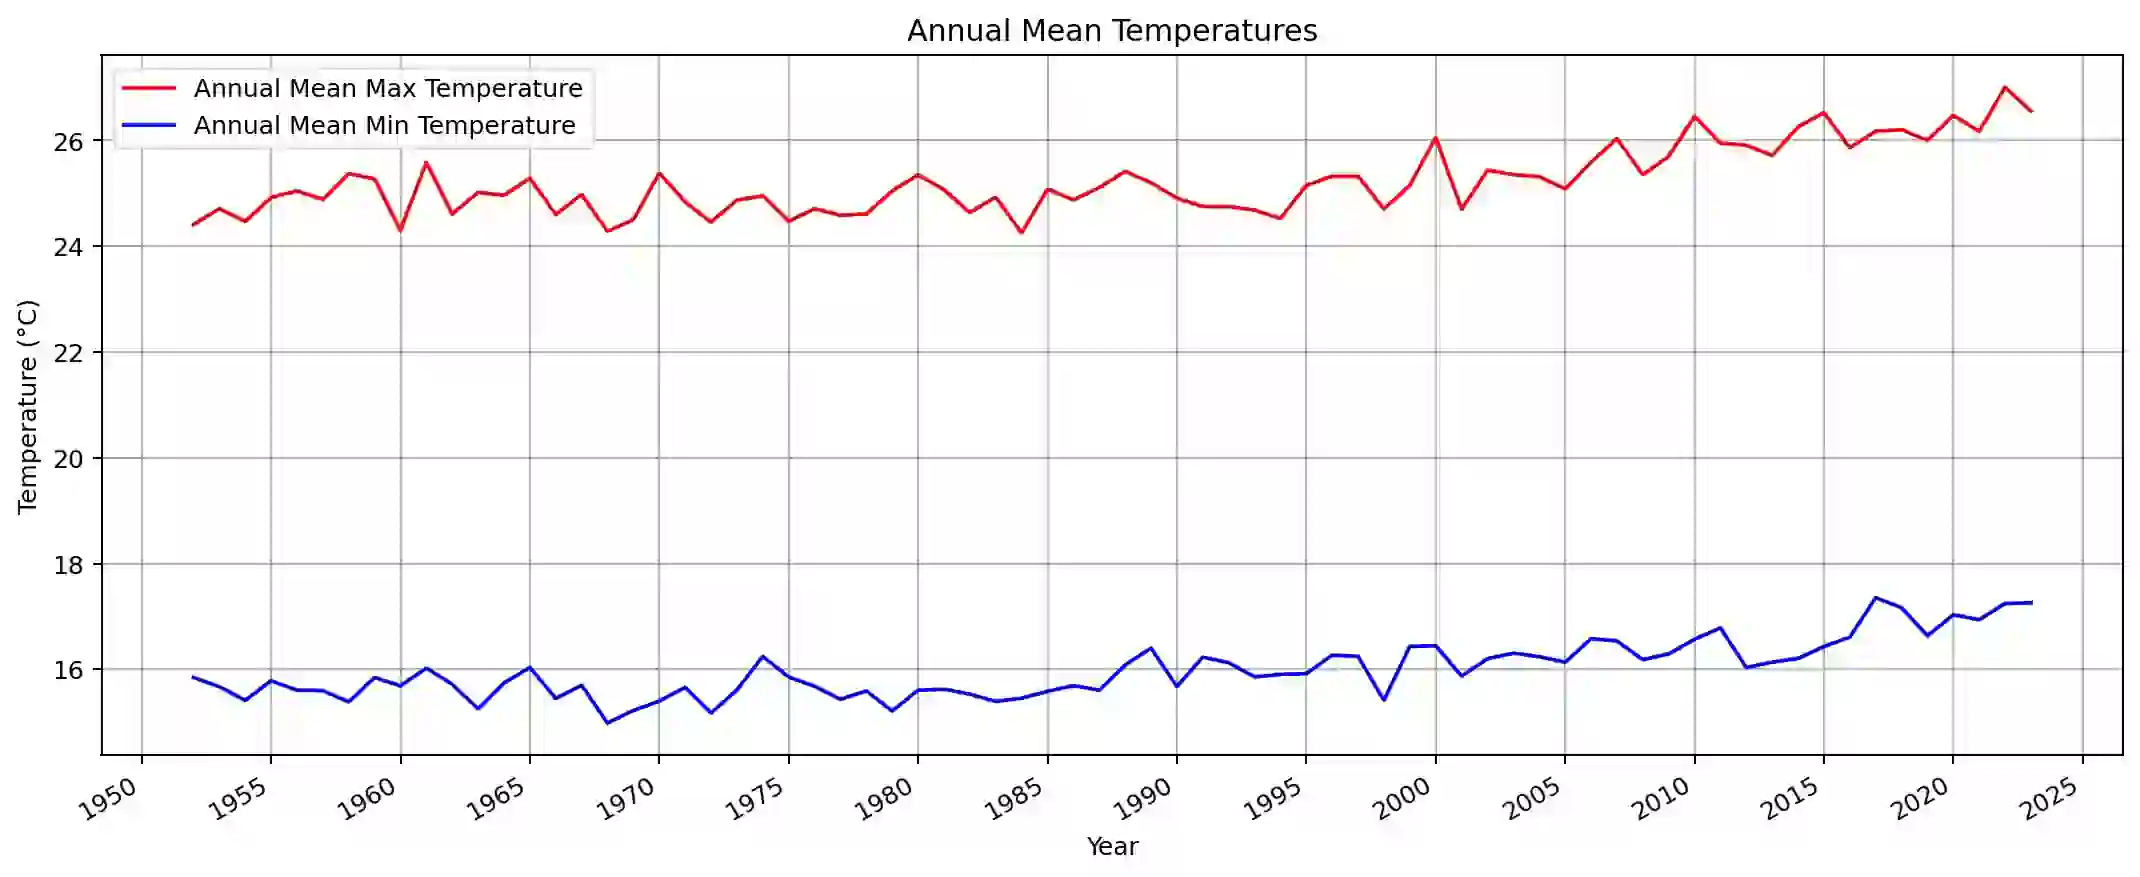 Annual Mean Temperatures
Annual Mean Max Temperature
Annual Mean Min Temperature
26
24
22
20
18
16
Temperature (°C)
1950 1955 1960 1965 1970 1975 1980 1985 1990 1995 2000 2005 2010 2015 2020 2025
Year